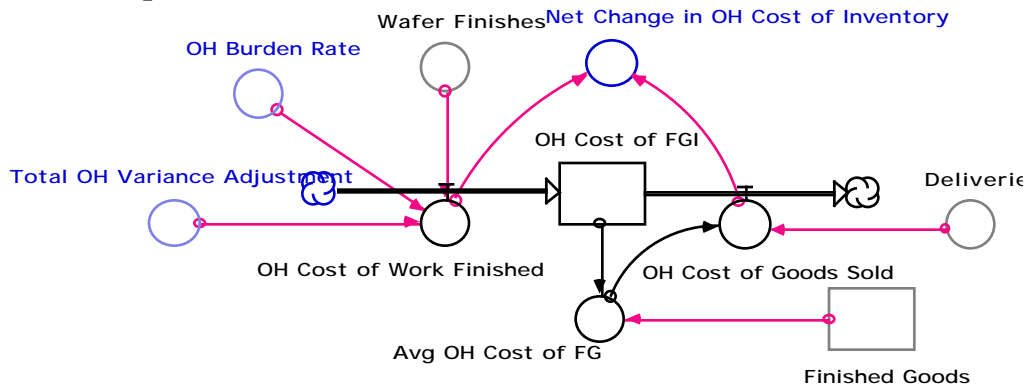 Wafer Finishes
Net Change in OH Cost of Inventory
OH Burden Rate
OH Cost of FGI
Total OH Variance Adjustment
Deliverie
OH Cost of Work Finished
OH Cost of Goods Sold
Avg OH Cost of FG
Finished Goods